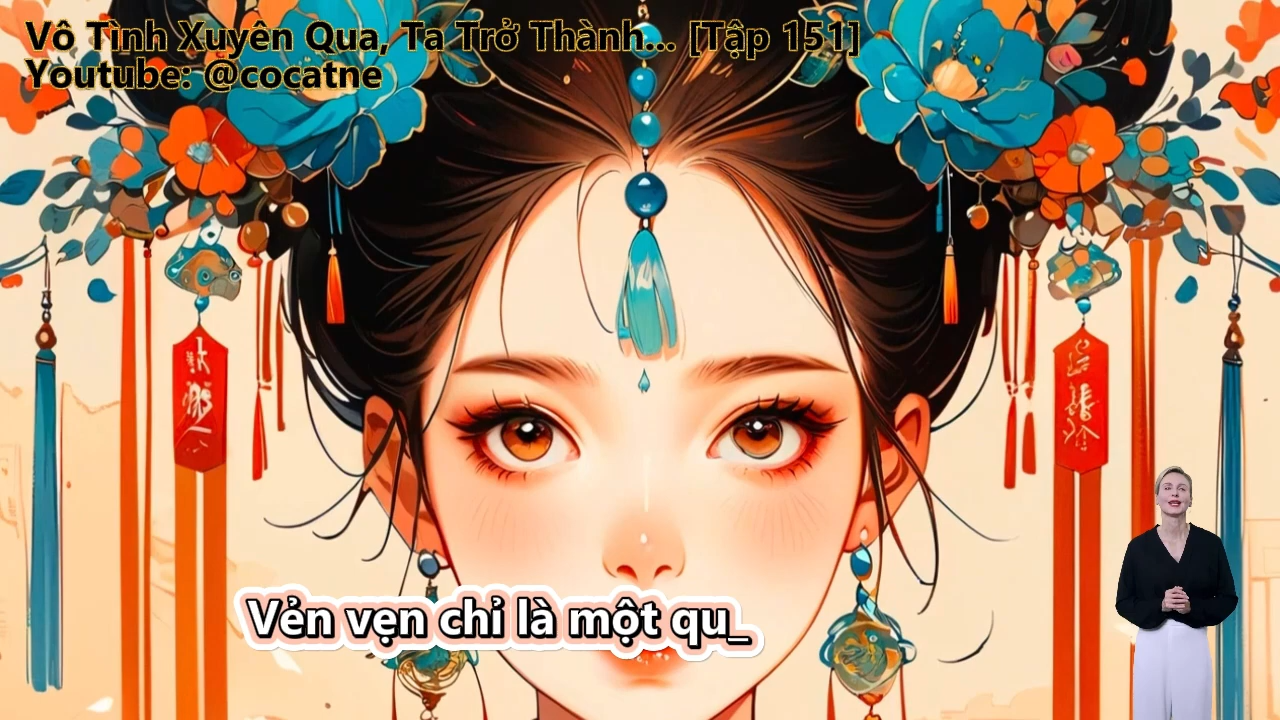 Vô Tình Xuyên Qua, Ta Trở Thành... [Tập 151]
Youtube: @cocatne
Vẻn vẹn chỉ là một qu_